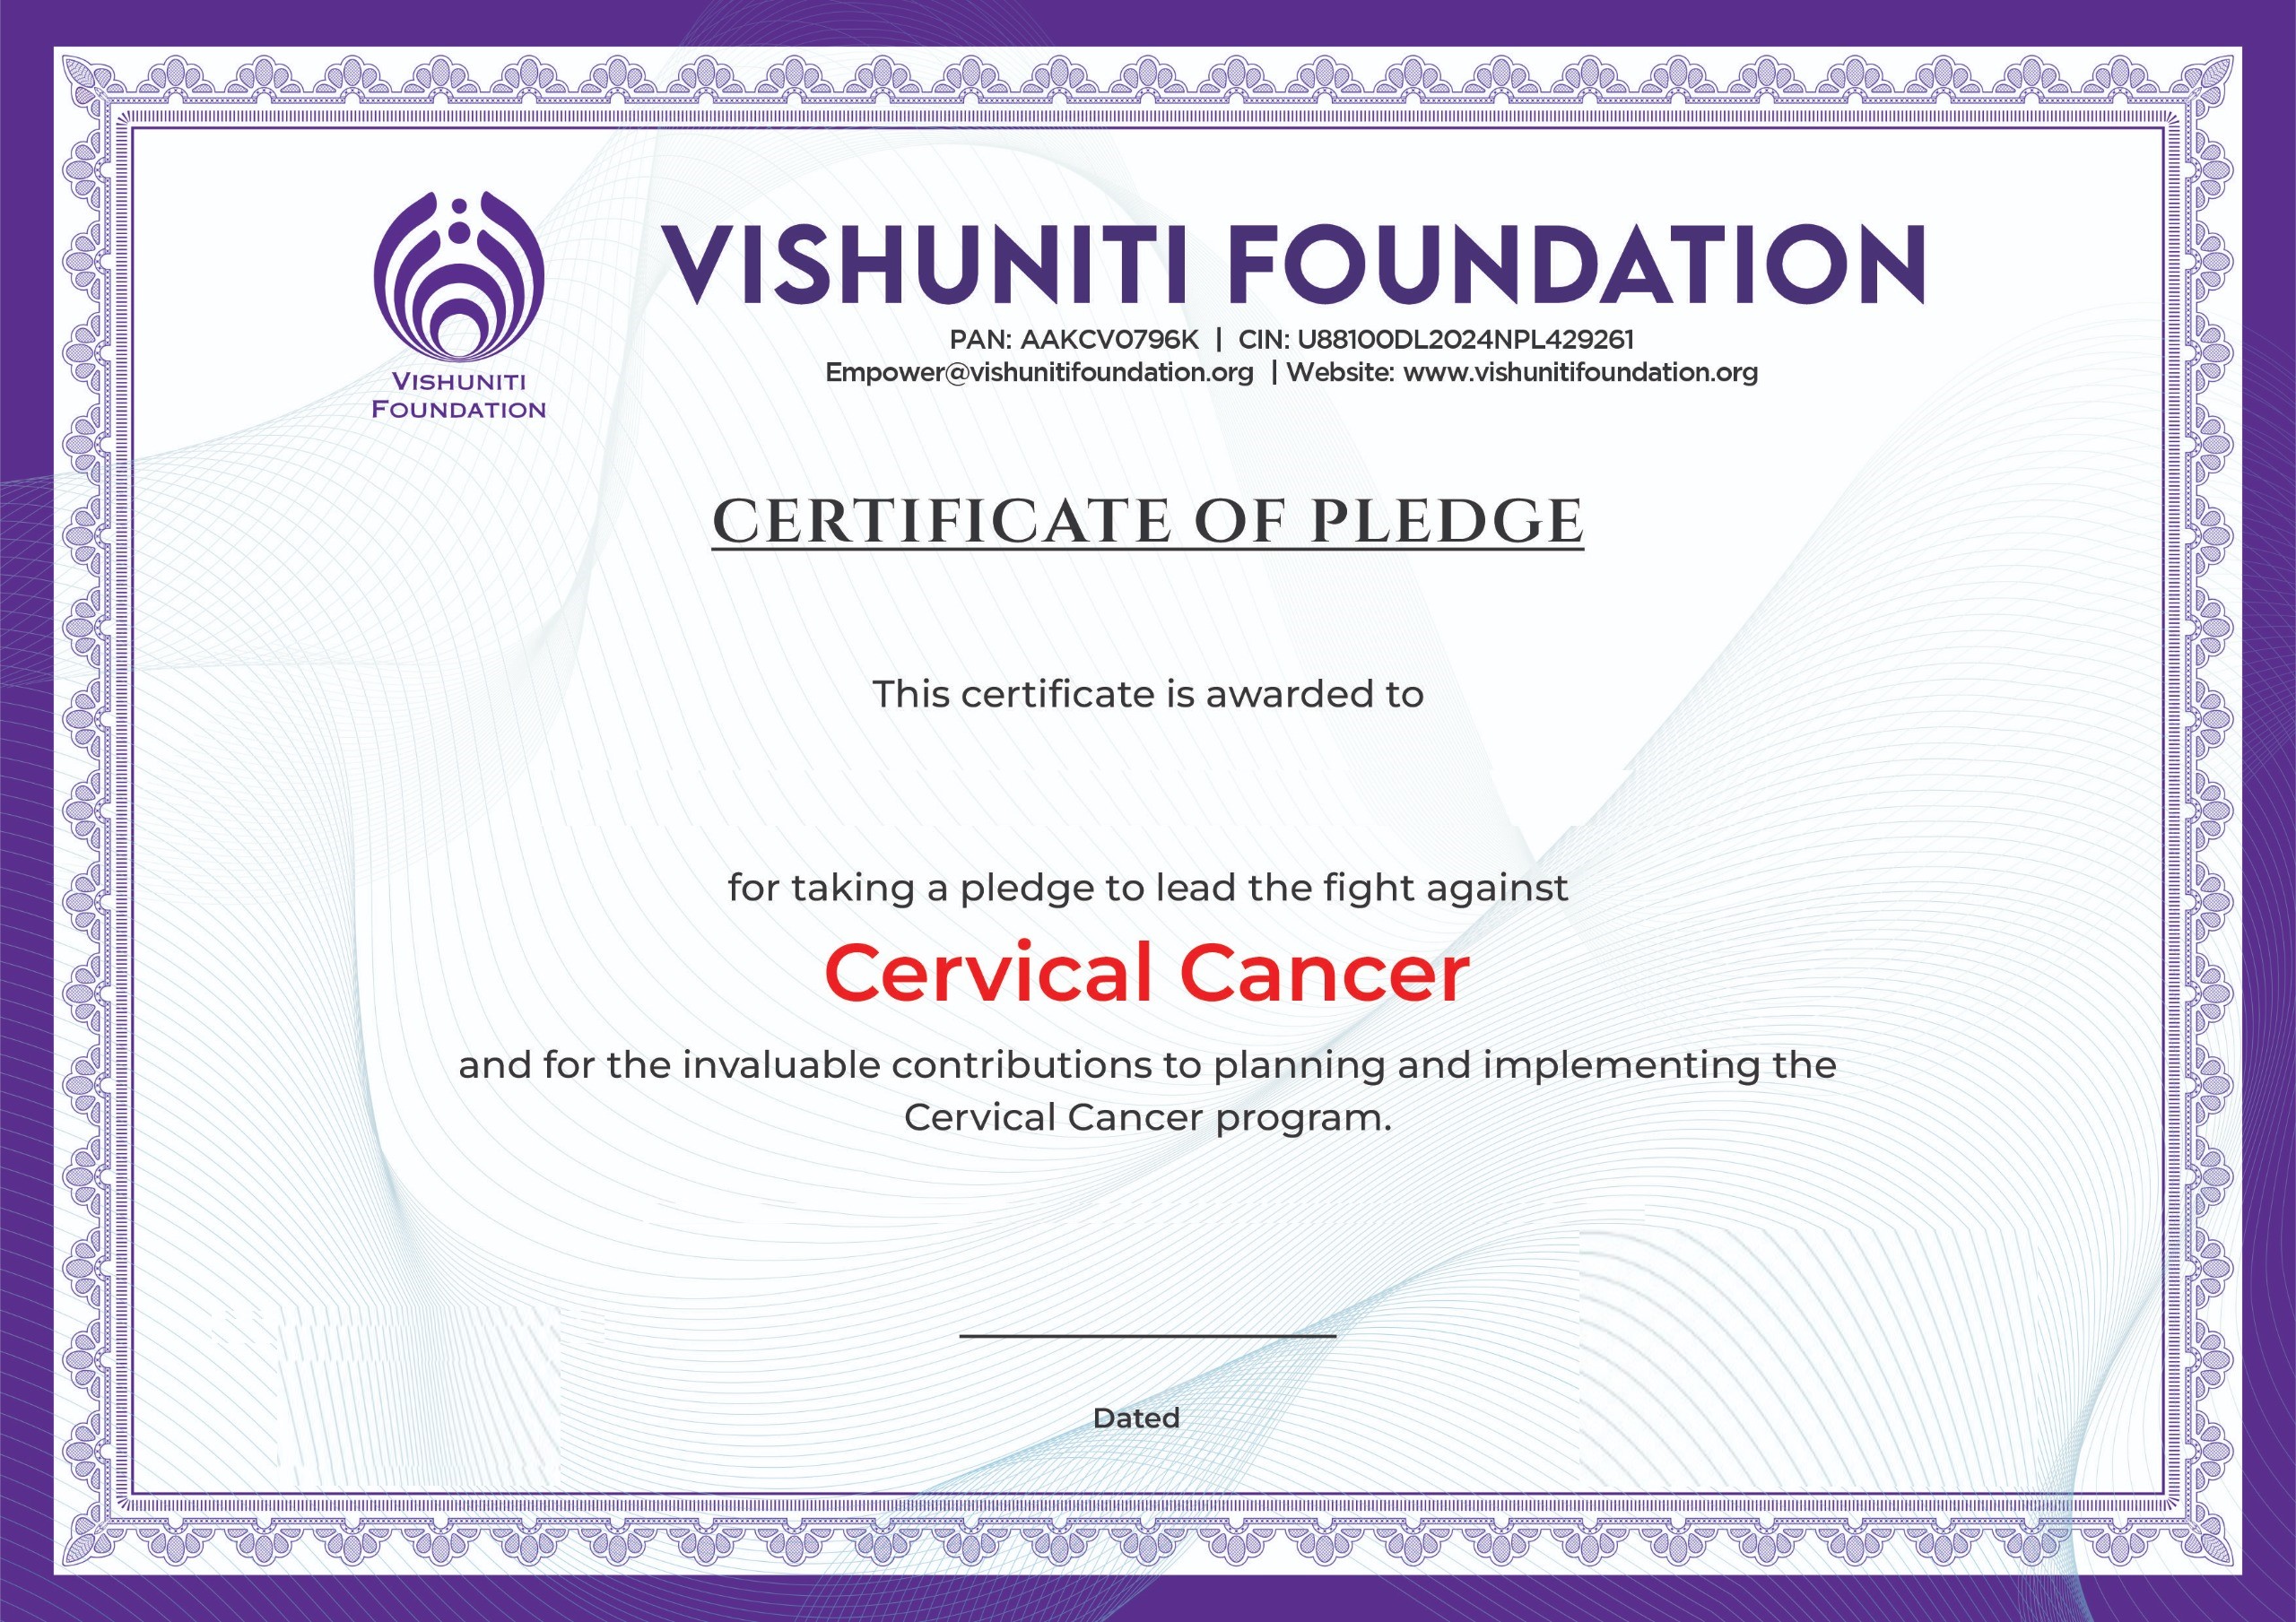 VISHUNITI FOUNDATION
PAN: AAKCV0796K | CIN: U88100DL2024NPL429261
Empower@vishunitifoundation.org | Website: www.vishunitifoundation.org
VISHUNITI
FOUNDATION
CERTIFICATE OF PLEDGE
This certificate is awarded to
for taking a pledge to lead the fight against
Cervical Cancer
and for the invaluable contributions to planning and implementing the
Cervical Cancer program.
Dated